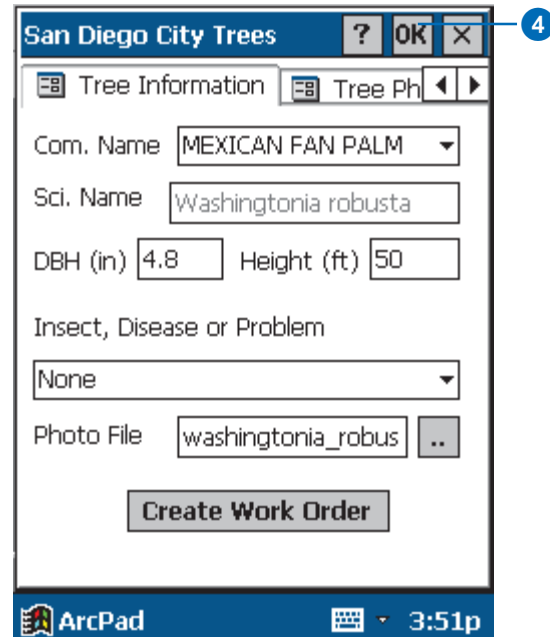 San Diego City Trees ? OK × 4
Tree Information Tree Ph
Com. Name MEXICAN FAN PALM
Sci. Name Washingtonia robusta
DBH (in) 4.8 Height (ft) 50
Insect, Disease or Problem
None
Photo File washingtonia_robus ..
Create Work Order
ArcPad 3:51p